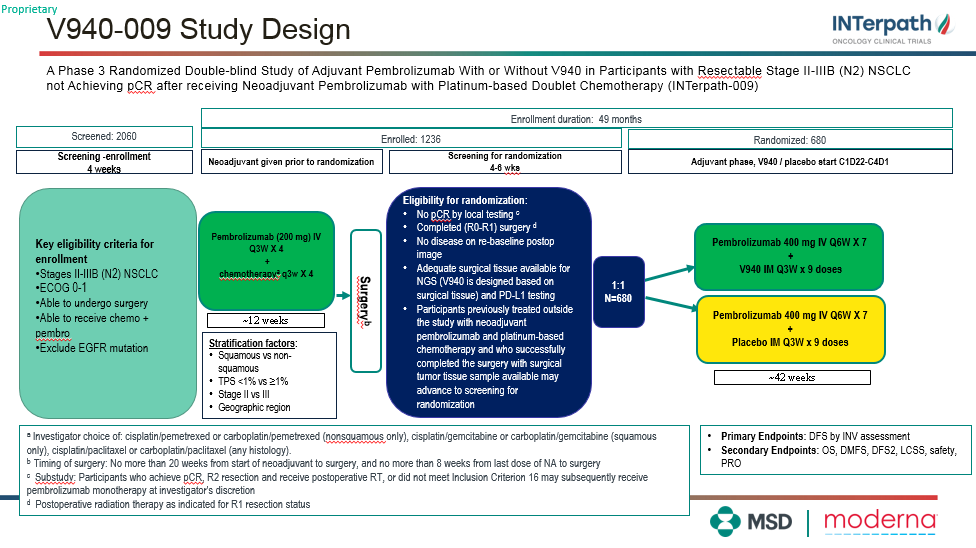 Proprietary
V940-009 Study Design
INTerpath
ONCOLOGY CLINICAL TRIALS
A Phase 3 Randomized Double-blind Study of Adjuvant Pembrolizumab With or Without V940 in Participants with Resectable Stage II-IIIB (N2) NSCLC
not Achieving pCR after receiving Neoadjuvant Pembrolizumab with Platinum-based Doublet Chemotherapy (INTerpath-009)
Enrollment duration: 49 months
Screened: 2060
Enrolled: 1236
Randomized: 680
Screening -enrollment
4 weeks
Neoadjuvant given prior to randomization
Screening for randomization
4-6 wks
Adjuvant phase, V940 / placebo start C1D22-C4D1
Key eligibility criteria for
enrollment
•Stages II-IIIB (N2) NSCLC
•ECOG 0-1
•Able to undergo surgery
•Able to receive chemo +
pembro
•Exclude EGFR mutation
Pembrolizumab (200 mg) IV
Q3W X 4
+
chemotherapyᵃ q3w X 4
~12 weeks
Stratification factors:
• Squamous vs non-
squamous
• TPS <1% vs ≥1%
• Stage II vs III
• Geographic region
Surgeryᵇ
Eligibility for randomization:
• No pCR by local testing ᶜ
• Completed (R0-R1) surgery ᵈ
• No disease on re-baseline postop
image
• Adequate surgical tissue available for
NGS (V940 is designed based on
surgical tissue) and PD-L1 testing
• Participants previously treated outside
the study with neoadjuvant
pembrolizumab and platinum-based
chemotherapy and who successfully
completed the surgery with surgical
tumor tissue sample available may
advance to screening for
randomization
1:1
N=680
Pembrolizumab 400 mg IV Q6W X 7
+
V940 IM Q3W x 9 doses
Pembrolizumab 400 mg IV Q6W X 7
+
Placebo IM Q3W x 9 doses
~42 weeks
ᵃ Investigator choice of: cisplatin/pemetrexed or carboplatin/pemetrexed (nonsquamous only), cisplatin/gemcitabine or carboplatin/gemcitabine (squamous
only), cisplatin/paclitaxel or carboplatin/paclitaxel (any histology).
ᵇ Timing of surgery: No more than 20 weeks from start of neoadjuvant to surgery, and no more than 8 weeks from last dose of NA to surgery
ᶜ Substudy: Participants who achieve pCR, R2 resection and receive postoperative RT, or did not meet Inclusion Criterion 16 may subsequently receive
pembrolizumab monotherapy at investigator's discretion
ᵈ Postoperative radiation therapy as indicated for R1 resection status
• Primary Endpoints: DFS by INV assessment
• Secondary Endpoints: OS, DMFS, DFS2, LCSS, safety,
PRO
MSD
moderna